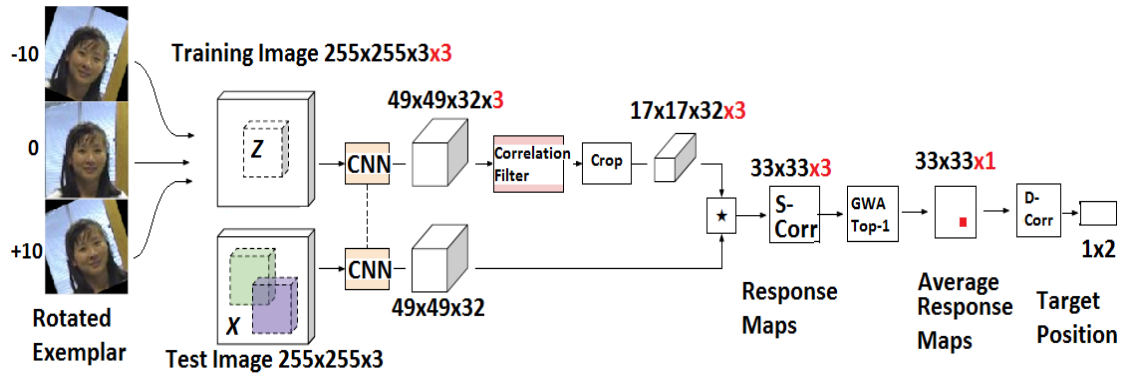 -10
0
+10
Rotated
Exemplar
Training Image 255x255x3x3
Z
X
Test Image 255x255x3
CNN
CNN
49x49x32x3
49x49x32
Correlation
Filter
Crop
17x17x32x3
★
33x33x3
S-
Corr
Response
Maps
GWA
Top-1
33x33x1
Average
Response
Maps
D-
Corr
1x2
Target
Position